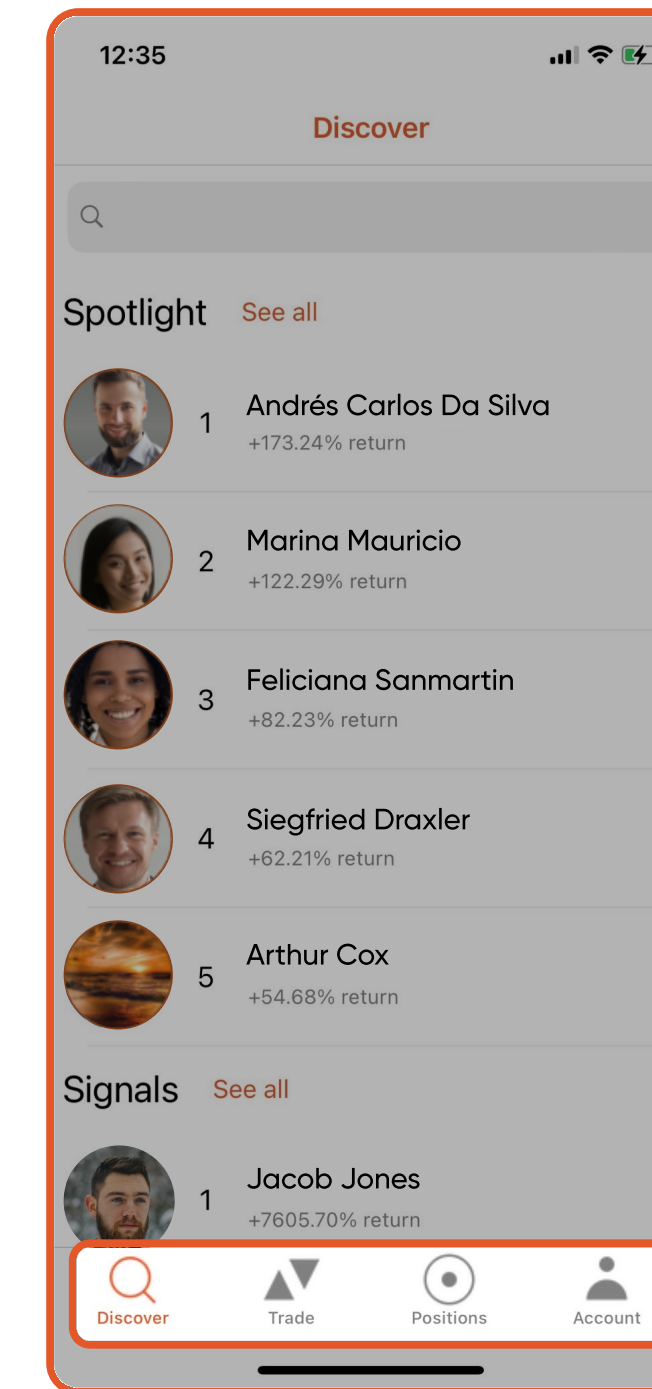 12:35
Discover
Spotlight See all
1 Andrés Carlos Da Silva
+173.24% return
2 Marina Mauricio
+122.29% return
3 Feliciana Sanmartin
+82.23% return
4 Siegfried Draxler
+62.21% return
5 Arthur Cox
+54.68% return
Signals See all
1 Jacob Jones
+7605.70% return
Discover Trade Positions Account